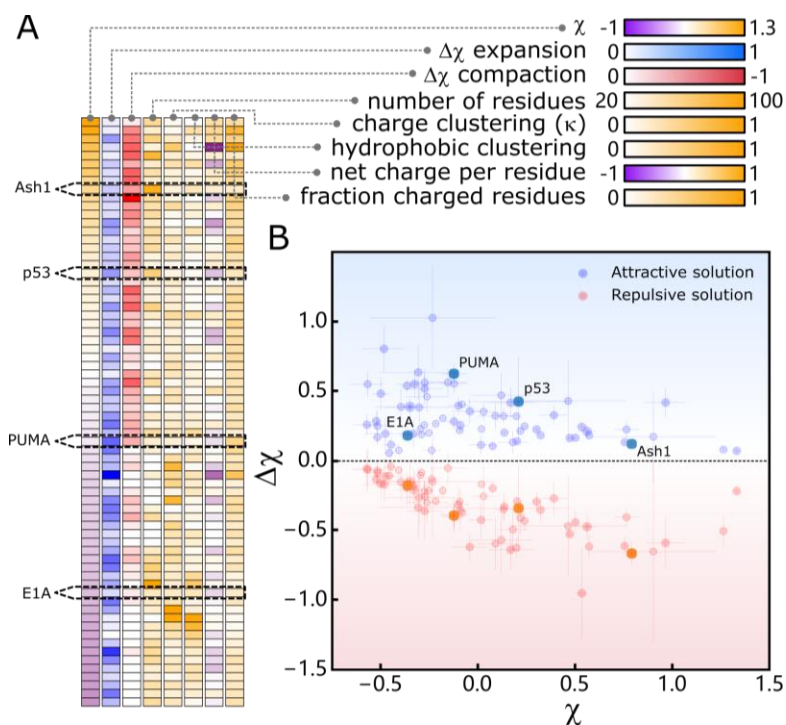 A
χ -1 1.3
Δχ expansion 0 1
Δχ compaction 0 -1
number of residues 20 100
charge clustering (κ) 0 1
hydrophobic clustering 0 1
net charge per residue -1 1
fraction charged residues 0 1
Ash1
p53
PUMA
E1A
B
Attractive solution
Repulsive solution
1.0
0.5
0.0
−0.5
−1.0
−1.5
Δχ
PUMA
p53
E1A
Ash1
−0.5 0.0 0.5 1.0 1.5
χ